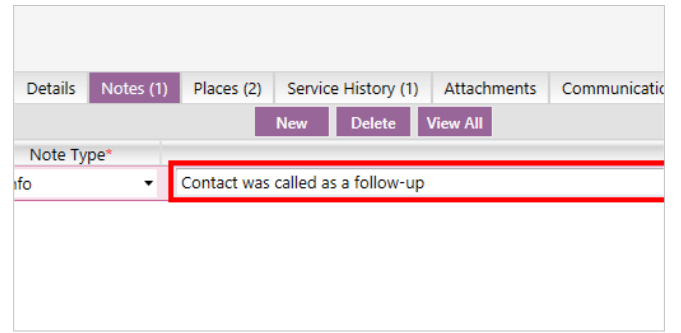 Details Notes (1) Places (2) Service History (1) Attachments
New Delete View All
Note Type*
Contact was called as a follow-up